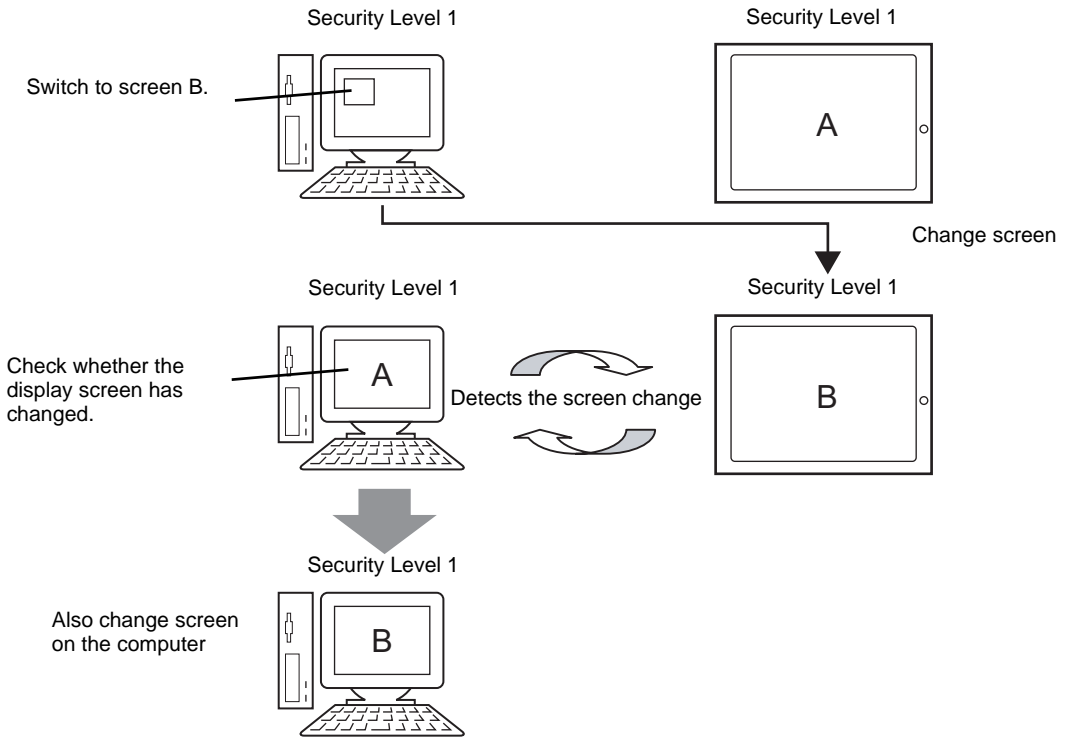 Security Level 1
Security Level 1
Switch to screen B.
A
Change screen
Security Level 1
Security Level 1
Check whether the
display screen has
changed.
A
Detects the screen change
B
Security Level 1
Also change screen
on the computer
B